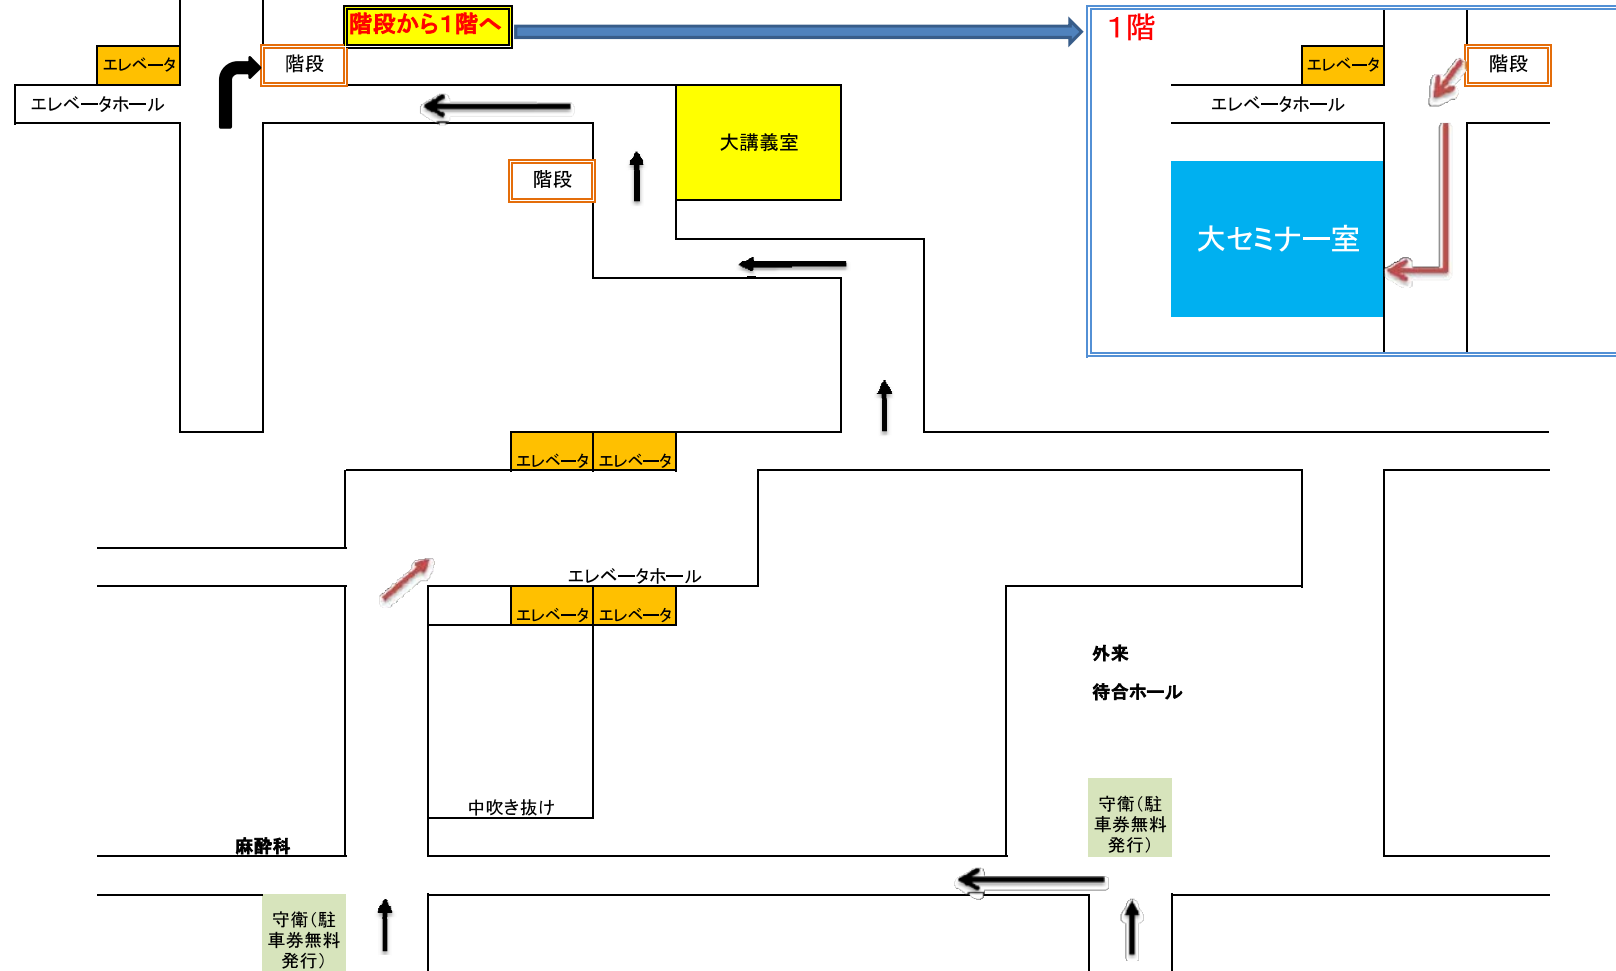 階段から1階へ
1階
エレベータ
階段
エレベータ
階段
エレベータホール
エレベータホール
大講義室
階段
大セミナー室
エレベータ
エレベータ
エレベータホール
エレベータ
エレベータ
外来
待合ホール
中吹き抜け
守衛(駐
車券無料
発行)
麻酔科
守衛(駐
車券無料
発行)